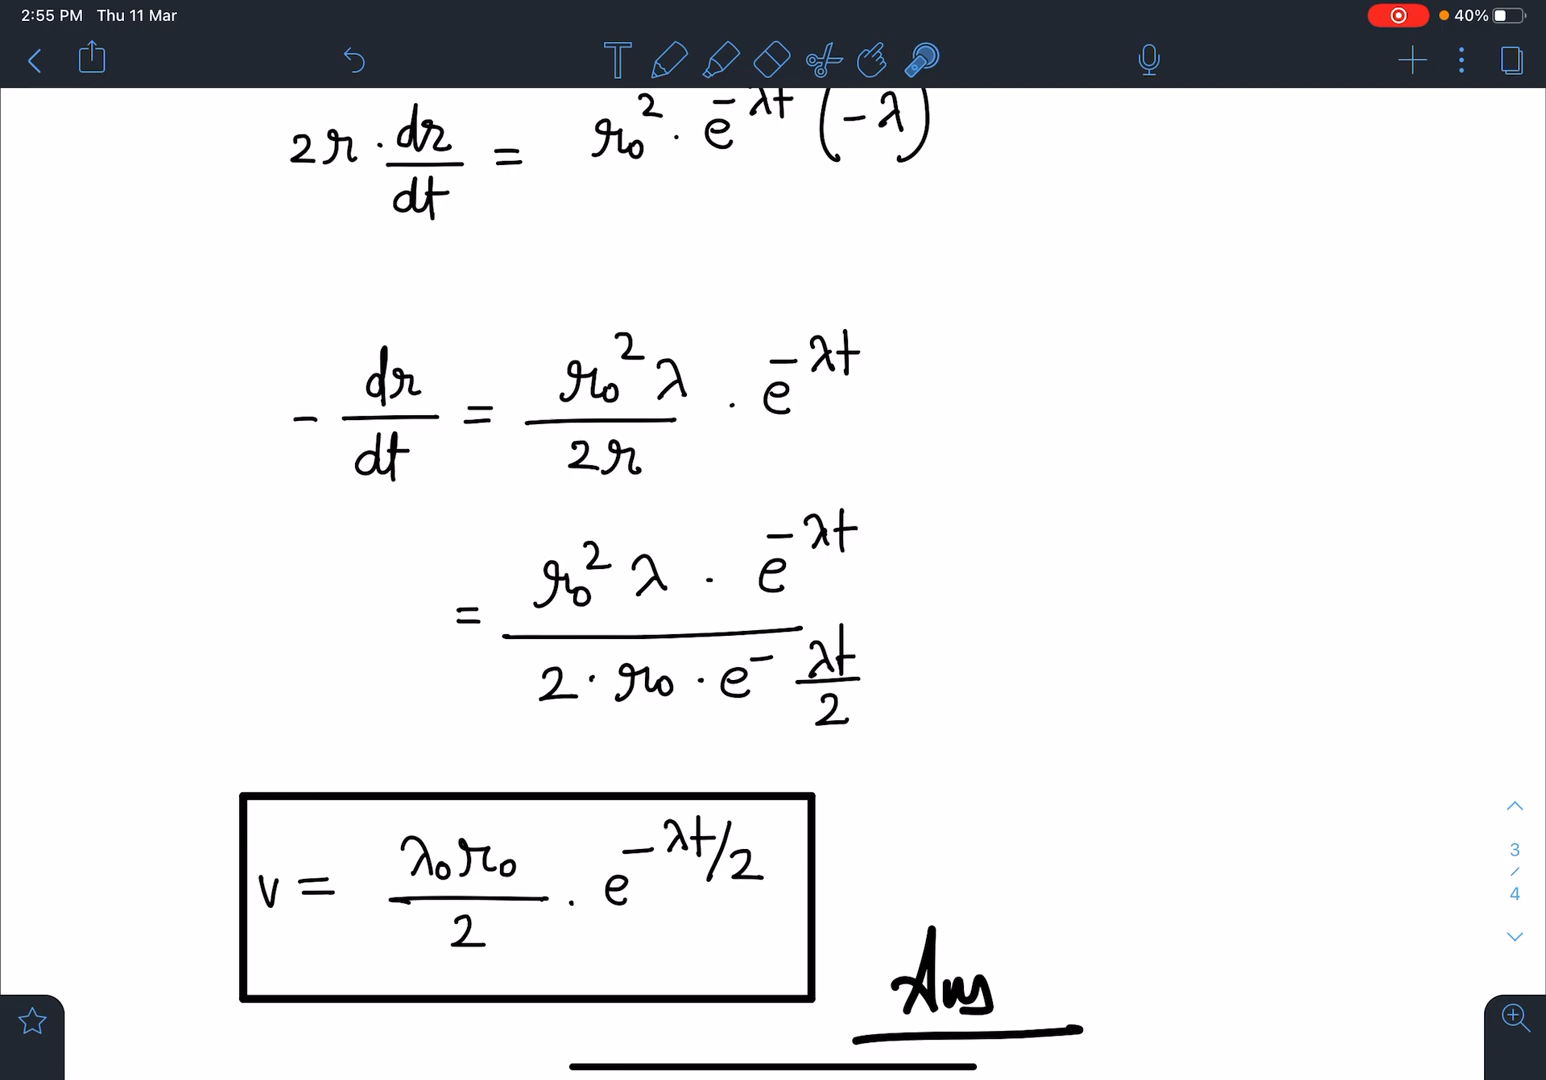 2:55 PM Thu 11 Mar 40%
2r · dr/dt = r₀² · e^(-λt) (-λ)
- dr/dt = r₀²λ/2r · e^(-λt)
= r₀²λ · e^(-λt) / 2 · r₀ · e^(-λt/2)
v = λ₀r₀/2 · e^(-λt/2)
Ans
3/4